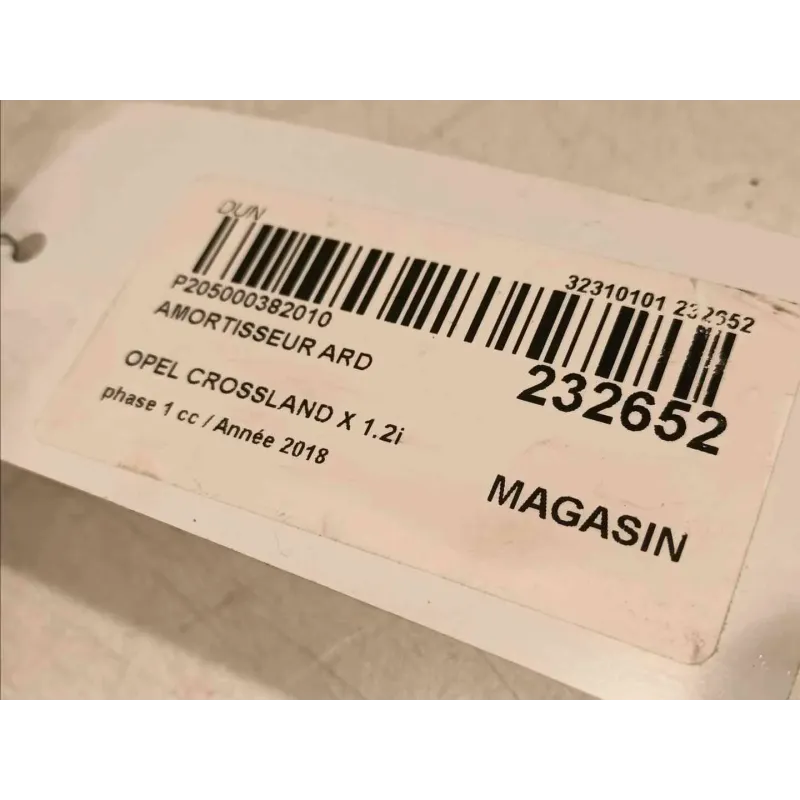 DUN
32310101 232652
P205000382010
232652
AMORTISSEUR ARD
OPEL CROSSLAND X 1.2i
phase 1 cc / Année 2018
MAGASIN